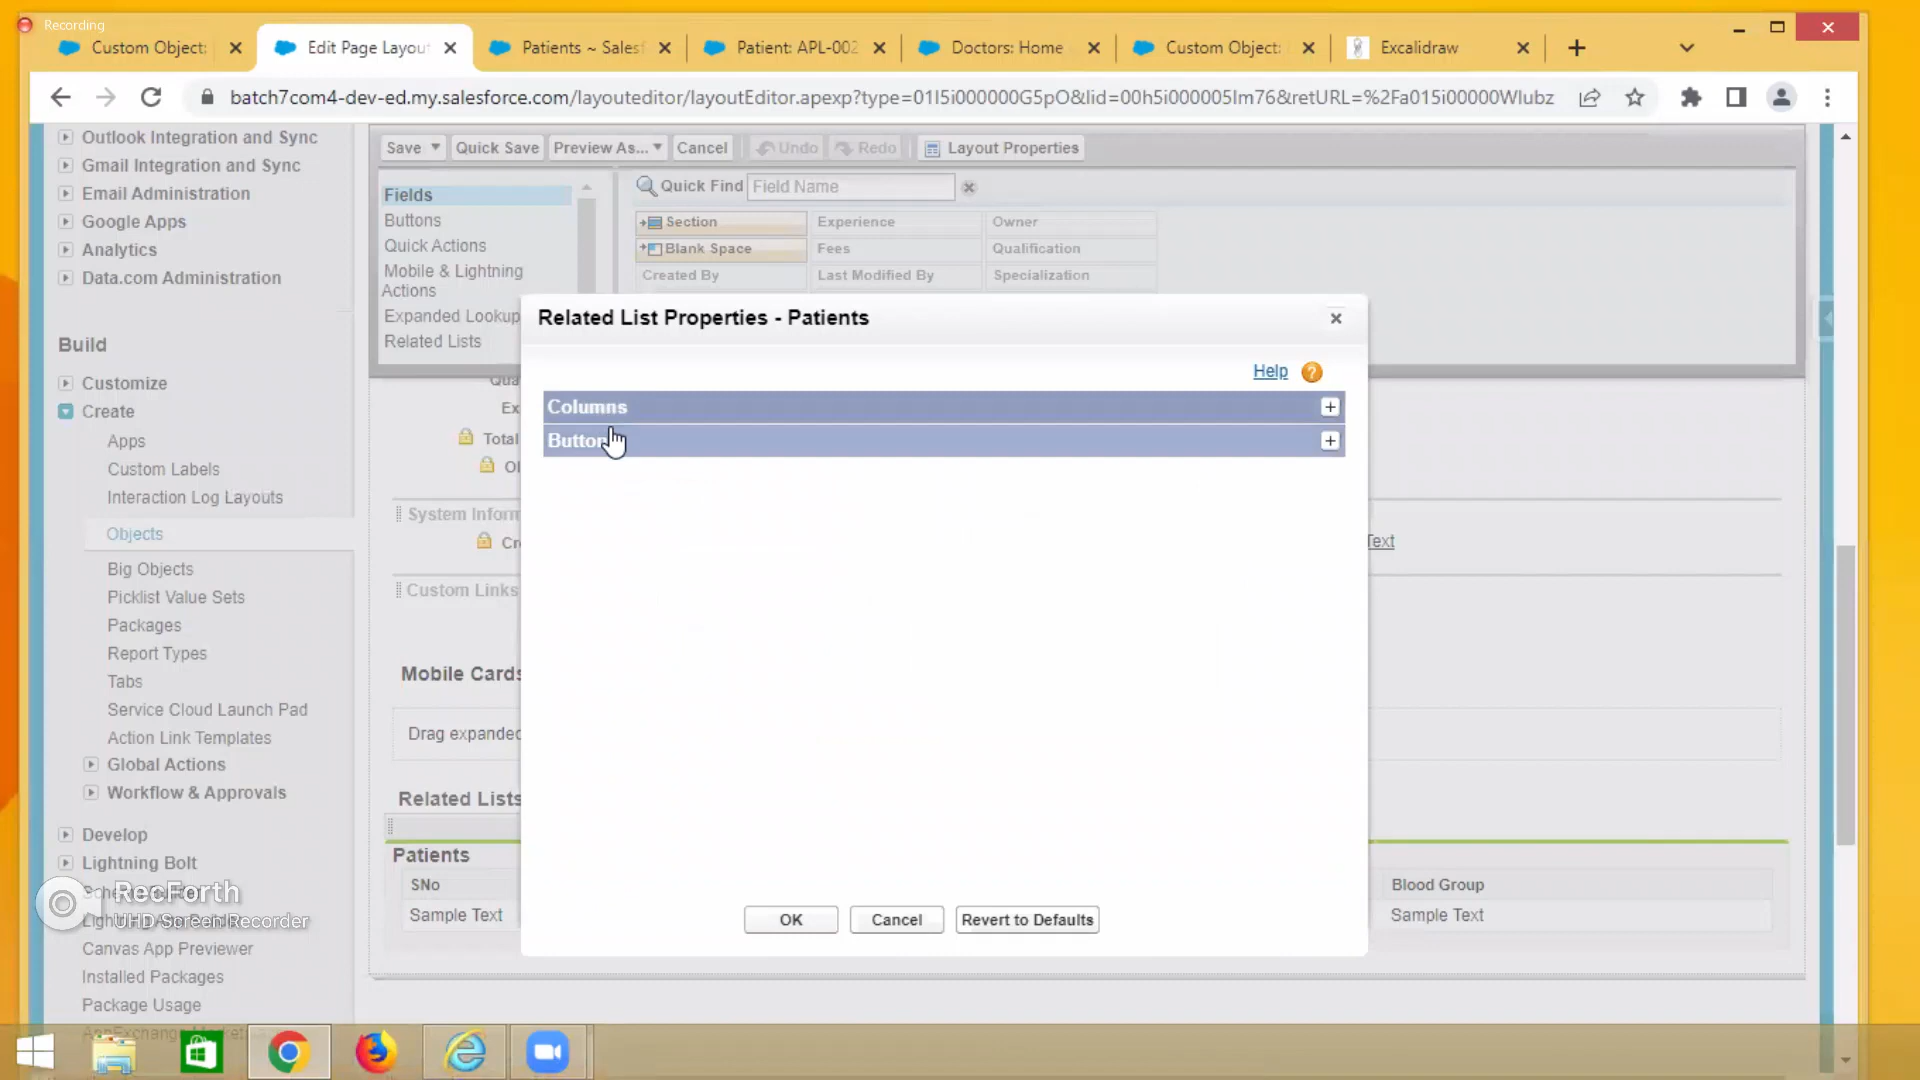 Recording
Custom Object:
Edit Page Layou
Patients ~ Sales
Patient: APL-002
Doctors: Home
Custom Object:
Excalidraw
batch7com4-dev-ed.my.salesforce.com/layouteditor/layoutEditor.apexp?type=01I5i000000G5pO&lid=00h5i000005Im76&retURL=%2Fa015i00000Wlubz
Outlook Integration and Sync
Gmail Integration and Sync
Email Administration
Google Apps
Analytics
Data.com Administration
Build
Customize
Create
Apps
Custom Labels
Interaction Log Layouts
Objects
Big Objects
Picklist Value Sets
Packages
Report Types
Tabs
Service Cloud Launch Pad
Action Link Templates
Global Actions
Workflow & Approvals
Develop
Lightning Bolt
Canvas App Previewer
Installed Packages
Package Usage
RecForth
UHD Screen Recorder
Save
Quick Save
Preview As...
Cancel
Undo
Redo
Layout Properties
Fields
Buttons
Quick Actions
Mobile & Lightning
Actions
Expanded Lookup
Related Lists
Quick Find
Field Name
Section
Experience
Owner
Blank Space
Fees
Qualification
Created By
Last Modified By
Specialization
Related List Properties - Patients
Help
?
Columns
Button
OK
Cancel
Revert to Defaults
Qua
Ex
Total
Ol
System Inform
Cre
Text
Custom Links
Mobile Cards
Drag expanded
Related Lists
Patients
SNo
Blood Group
Sample Text
Sample Text